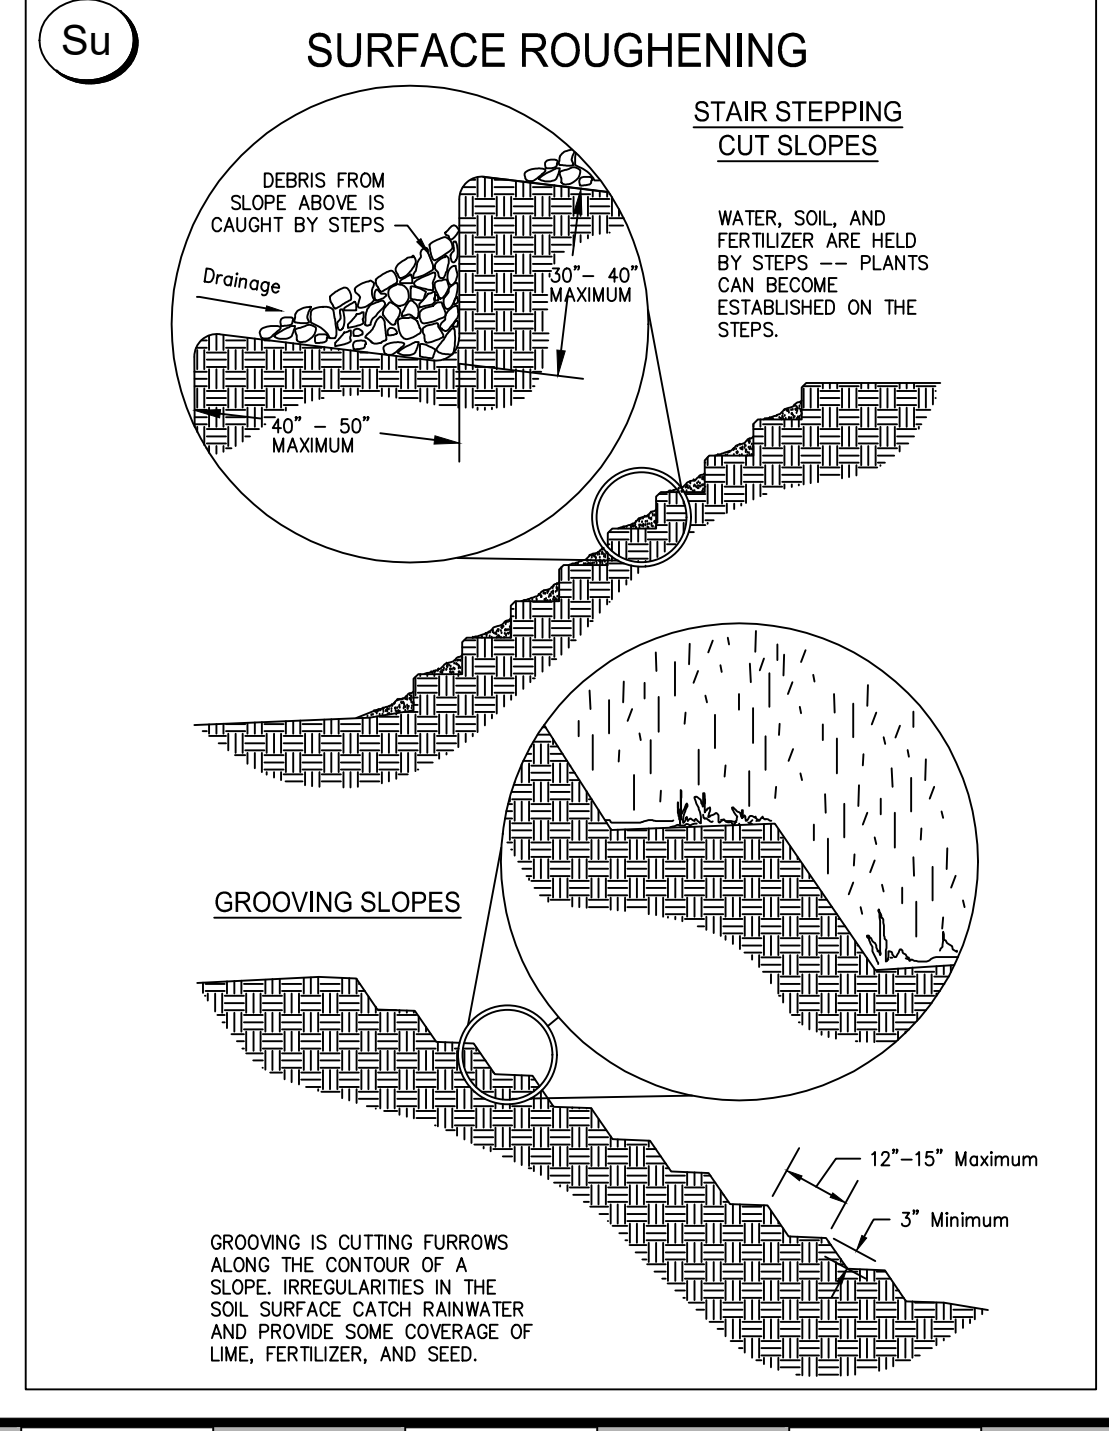 Su
SURFACE ROUGHENING
STAIR STEPPING
CUT SLOPES
DEBRIS FROM
SLOPE ABOVE IS
CAUGHT BY STEPS
Drainage
30"- 40"
MAXIMUM
40" - 50"
MAXIMUM
WATER, SOIL, AND
FERTILIZER ARE HELD
BY STEPS -- PLANTS
CAN BECOME
ESTABLISHED ON THE
STEPS.
GROOVING SLOPES
12"-15" Maximum
3" Minimum
GROOVING IS CUTTING FURROWS
ALONG THE CONTOUR OF A
SLOPE. IRREGULARITIES IN THE
SOIL SURFACE CATCH RAINWATER
AND PROVIDE SOME COVERAGE OF
LIME, FERTILIZER, AND SEED.